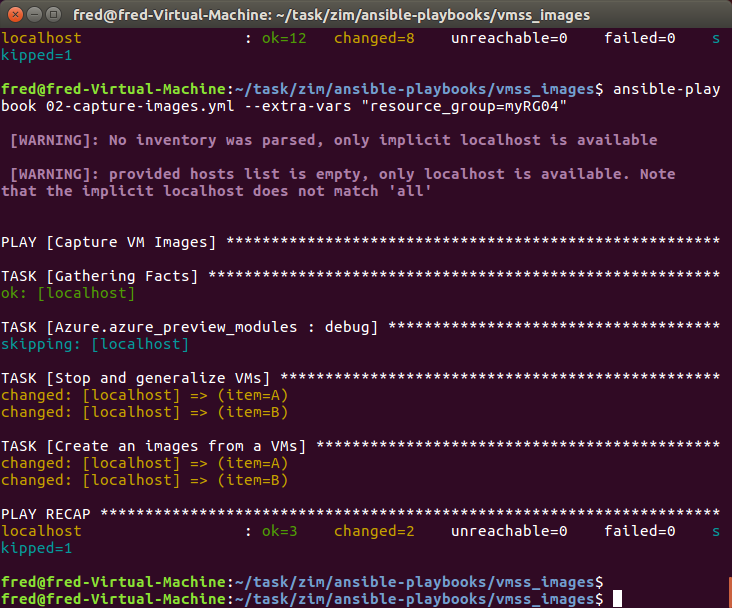 fred@fred-Virtual-Machine: ~/task/zim/ansible-playbooks/vmss_images
localhost                  : ok=12   changed=8    unreachable=0    failed=0    s
kipped=1
fred@fred-Virtual-Machine:~/task/zim/ansible-playbooks/vmss_images$ ansible-play
book 02-capture-images.yml --extra-vars "resource_group=myRG04"
 [WARNING]: No inventory was parsed, only implicit localhost is available
 [WARNING]: provided hosts list is empty, only localhost is available. Note
that the implicit localhost does not match 'all'
PLAY [Capture VM Images] *******************************************************
TASK [Gathering Facts] *********************************************************
ok: [localhost]
TASK [Azure.azure_preview_modules : debug] *************************************
skipping: [localhost]
TASK [Stop and generalize VMs] *************************************************
changed: [localhost] => (item=A)
changed: [localhost] => (item=B)
TASK [Create an images from a VMs] *********************************************
changed: [localhost] => (item=A)
changed: [localhost] => (item=B)
PLAY RECAP *********************************************************************
localhost                  : ok=3    changed=2    unreachable=0    failed=0    s
kipped=1
fred@fred-Virtual-Machine:~/task/zim/ansible-playbooks/vmss_images$
fred@fred-Virtual-Machine:~/task/zim/ansible-playbooks/vmss_images$